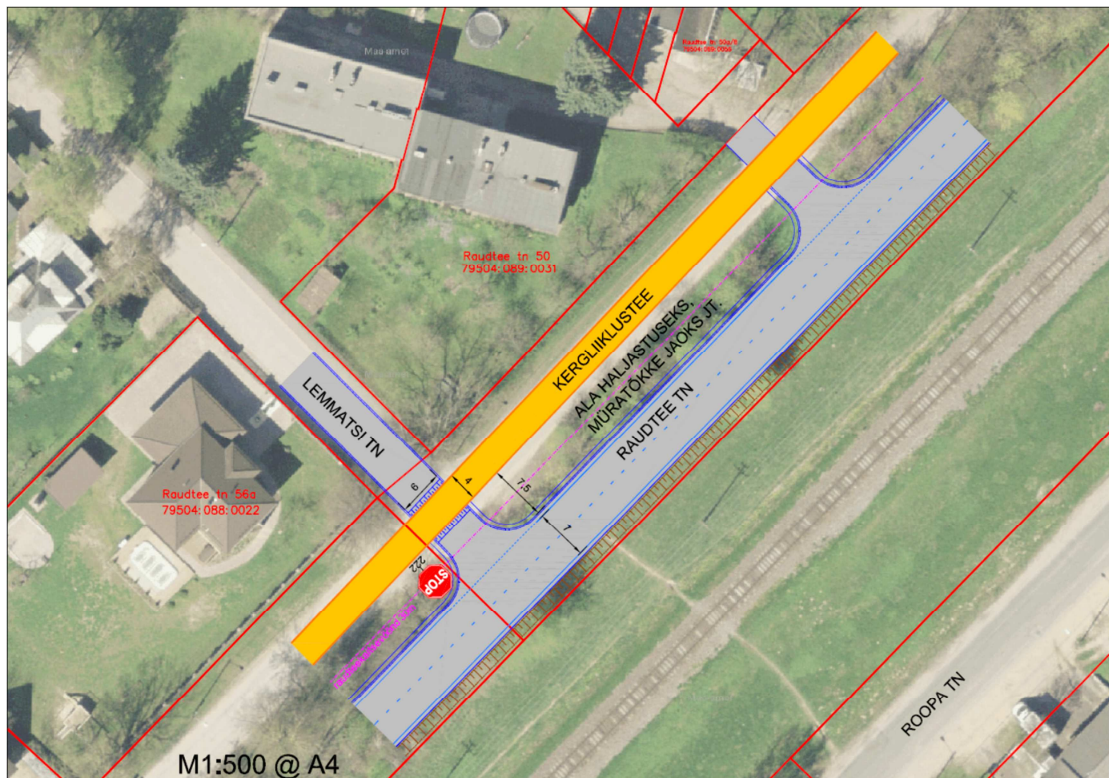 Raudtee tn 50
79504:089:0031
KERGLIIKLUSTEE
ALA HALJASTUSEKS,
MÜRATÕKKE JAOKS JT.
RAUDTEE TN
LEMMATSI TN
6
4
7.5
7
Raudtee tn 56a
79504:088:0022
222
STOP
ROOPA TN
M1:500 @ A4